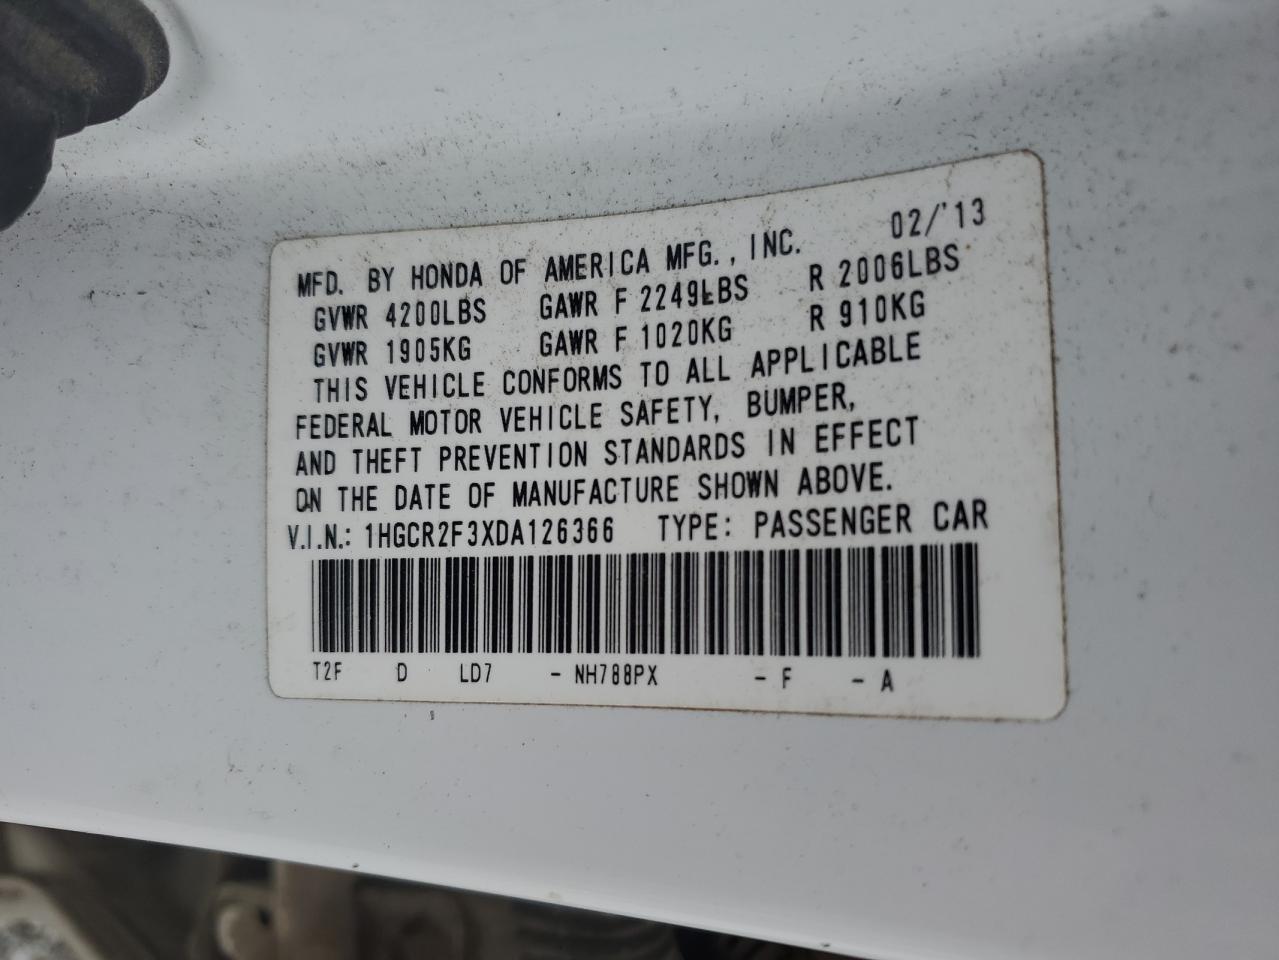 02/'13
MFD. BY HONDA OF AMERICA MFG., INC.
GVWR 4200LBS GAWR F 2249LBS R 2006LBS
GVWR 1905KG GAWR F 1020KG R 910KG
THIS VEHICLE CONFORMS TO ALL APPLICABLE
FEDERAL MOTOR VEHICLE SAFETY, BUMPER,
AND THEFT PREVENTION STANDARDS IN EFFECT
ON THE DATE OF MANUFACTURE SHOWN ABOVE.
V.I.N.: 1HGCR2F3XDA126366 TYPE: PASSENGER CAR
T2F D LD7 - NH788PX - F - A